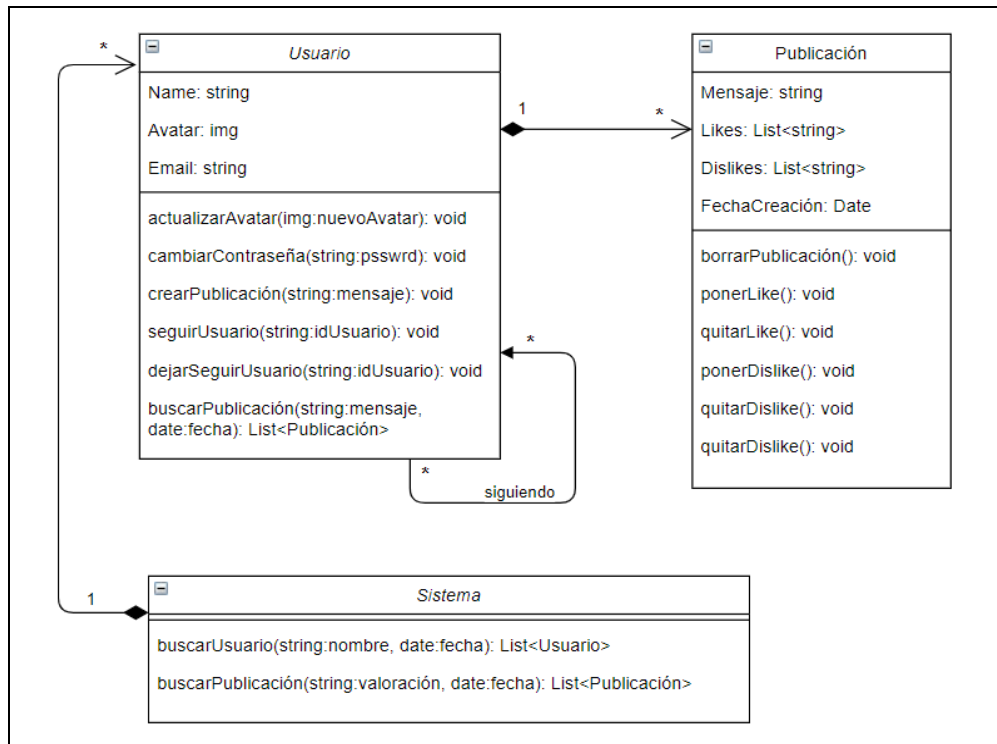 Usuario
Name: string
Avatar: img
Email: string
actualizarAvatar(img:nuevoAvatar): void
cambiarContraseña(string:psswrd): void
crearPublicación(string:mensaje): void
seguirUsuario(string:idUsuario): void
dejarSeguirUsuario(string:idUsuario): void
buscarPublicación(string:mensaje,
date:fecha): List<Publicación>
*
1
*
Publicación
Mensaje: string
Likes: List<string>
Dislikes: List<string>
FechaCreación: Date
borrarPublicación(): void
ponerLike(): void
quitarLike(): void
ponerDislike(): void
quitarDislike(): void
quitarDislike(): void
*
*
siguiendo
1
Sistema
buscarUsuario(string:nombre, date:fecha): List<Usuario>
buscarPublicación(string:valoración, date:fecha): List<Publicación>